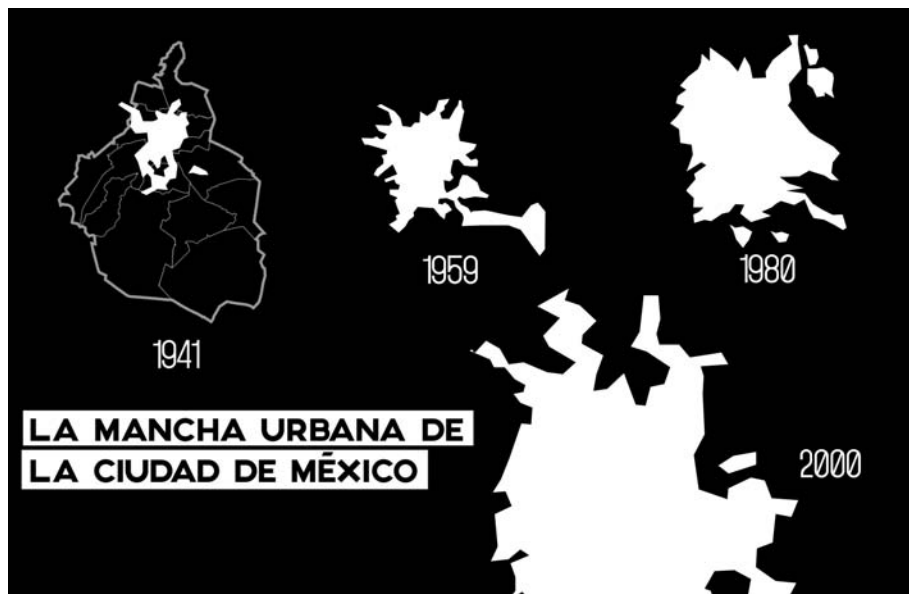 1941
1959
1980
2000
LA MANCHA URBANA DE
LA CIUDAD DE MÉXICO